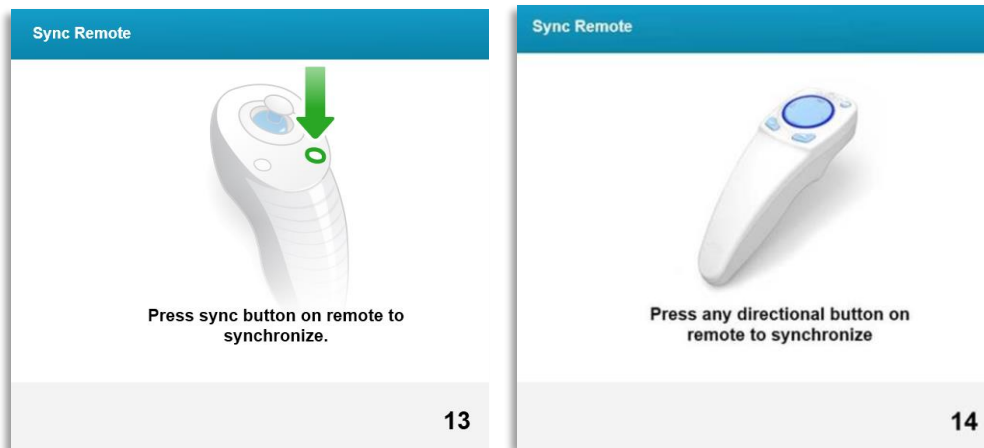 Sync Remote
Press sync button on remote to
synchronize.
13
Sync Remote
Press any directional button on
remote to synchronize
14